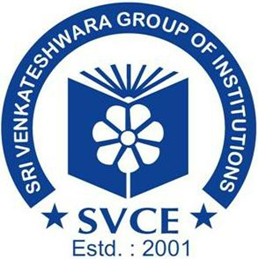 SRI VENKATESHWARA GROUP OF INSTITUTIONS
SVCE
Estd. : 2001